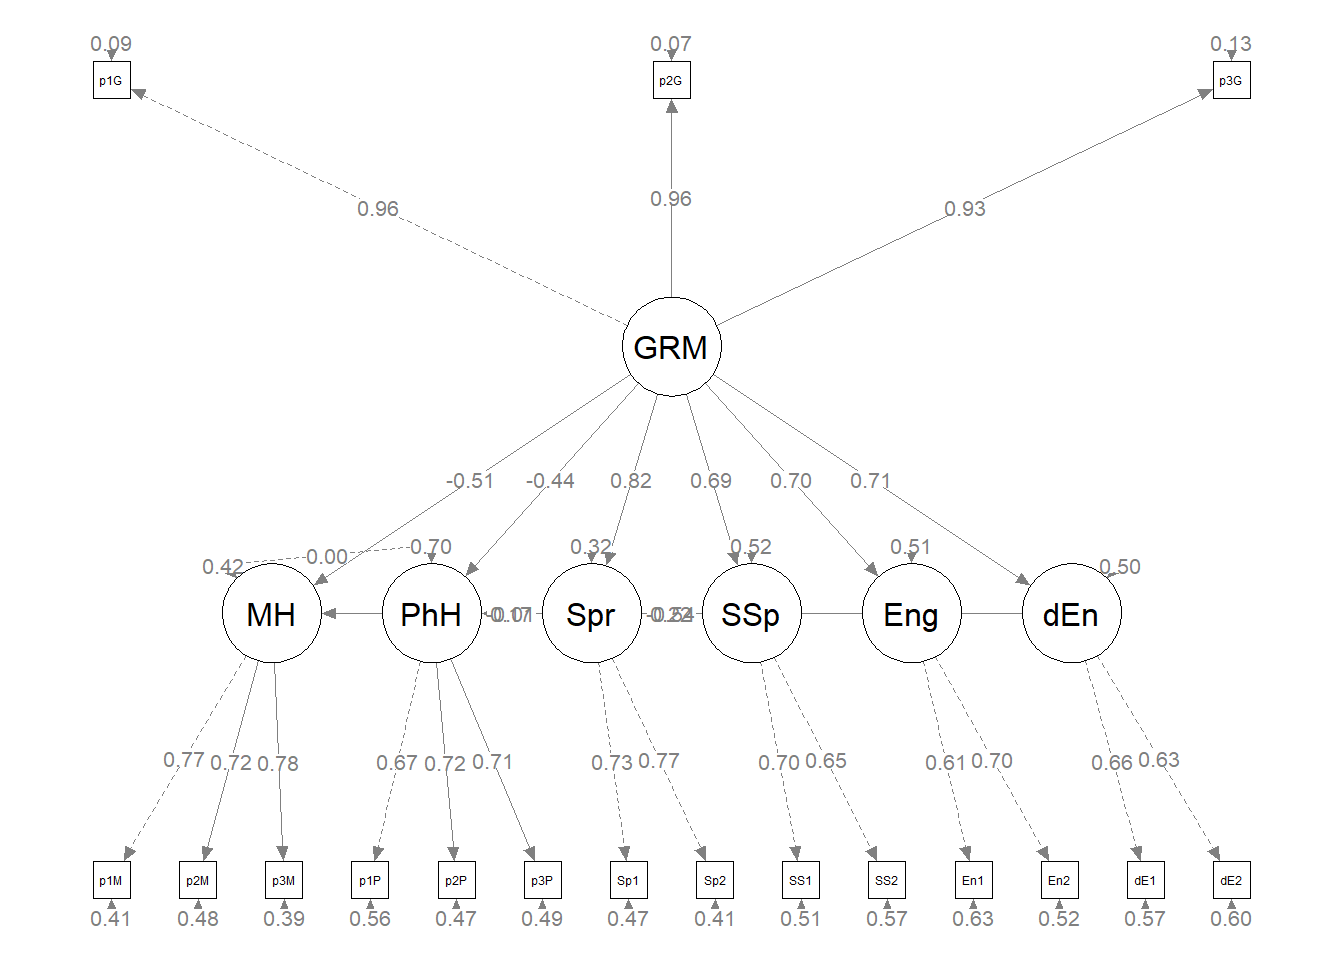 0.09 0.07 0.13
p1G p2G p3G
0.96 0.96 0.93
GRM
-0.51 -0.44 0.82 0.69 0.70 0.71
0.42 0.00 0.70 0.32 0.52 0.51 0.50
MH PhH Spr SSp Eng dEn
0.77 0.72 0.78 0.67 0.72 0.71 0.73 0.77 0.70 0.65 0.61 0.70 0.66 0.63
p1M p2M p3M p1P p2P p3P Sp1 Sp2 SS1 SS2 En1 En2 dE1 dE2
0.41 0.48 0.39 0.56 0.47 0.49 0.47 0.41 0.51 0.57 0.63 0.52 0.57 0.60